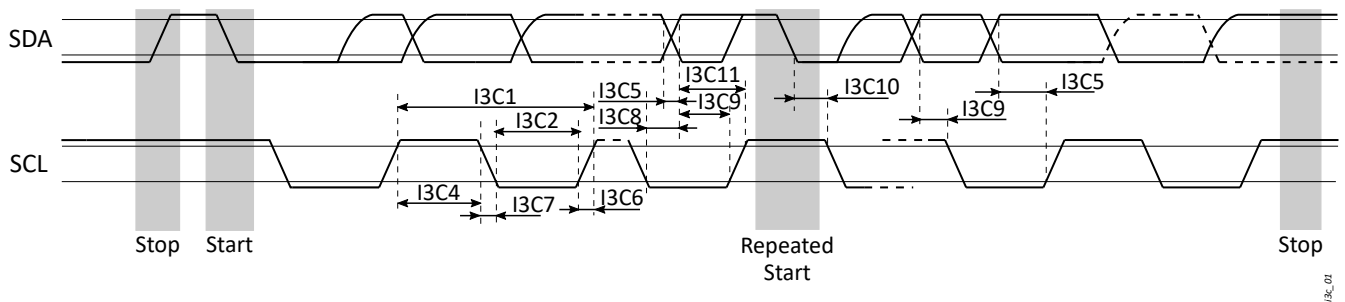 SDA
I3C11
I3C1
I3C5
I3C10
I3C5
I3C9
I3C9
I3C2
I3C8
SCL
I3C4
I3C7
I3C6
Stop
Start
Repeated
Start
Stop
i3c_01